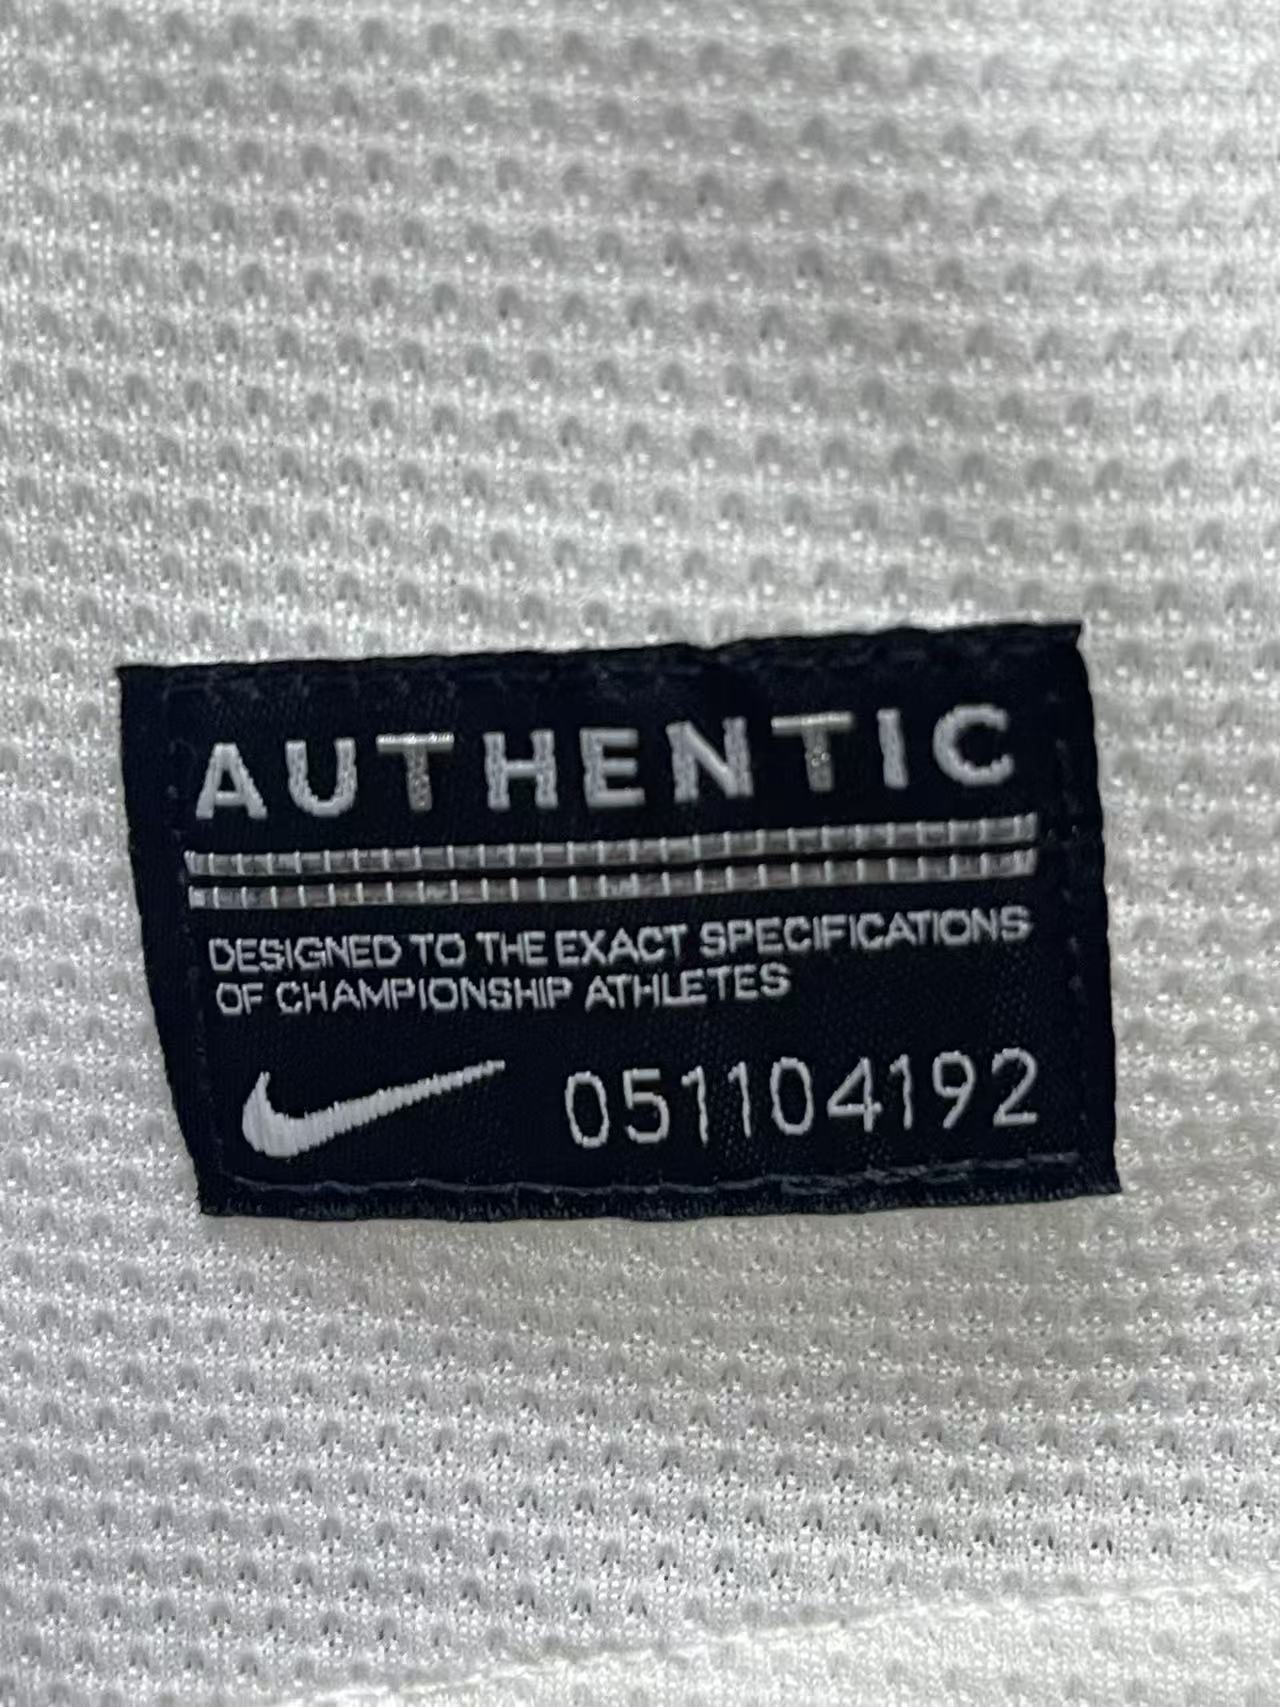 AUTHENTIC
DESIGNED TO THE EXACT SPECIFICATIONS
OF CHAMPIONSHIP ATHLETES
051104192